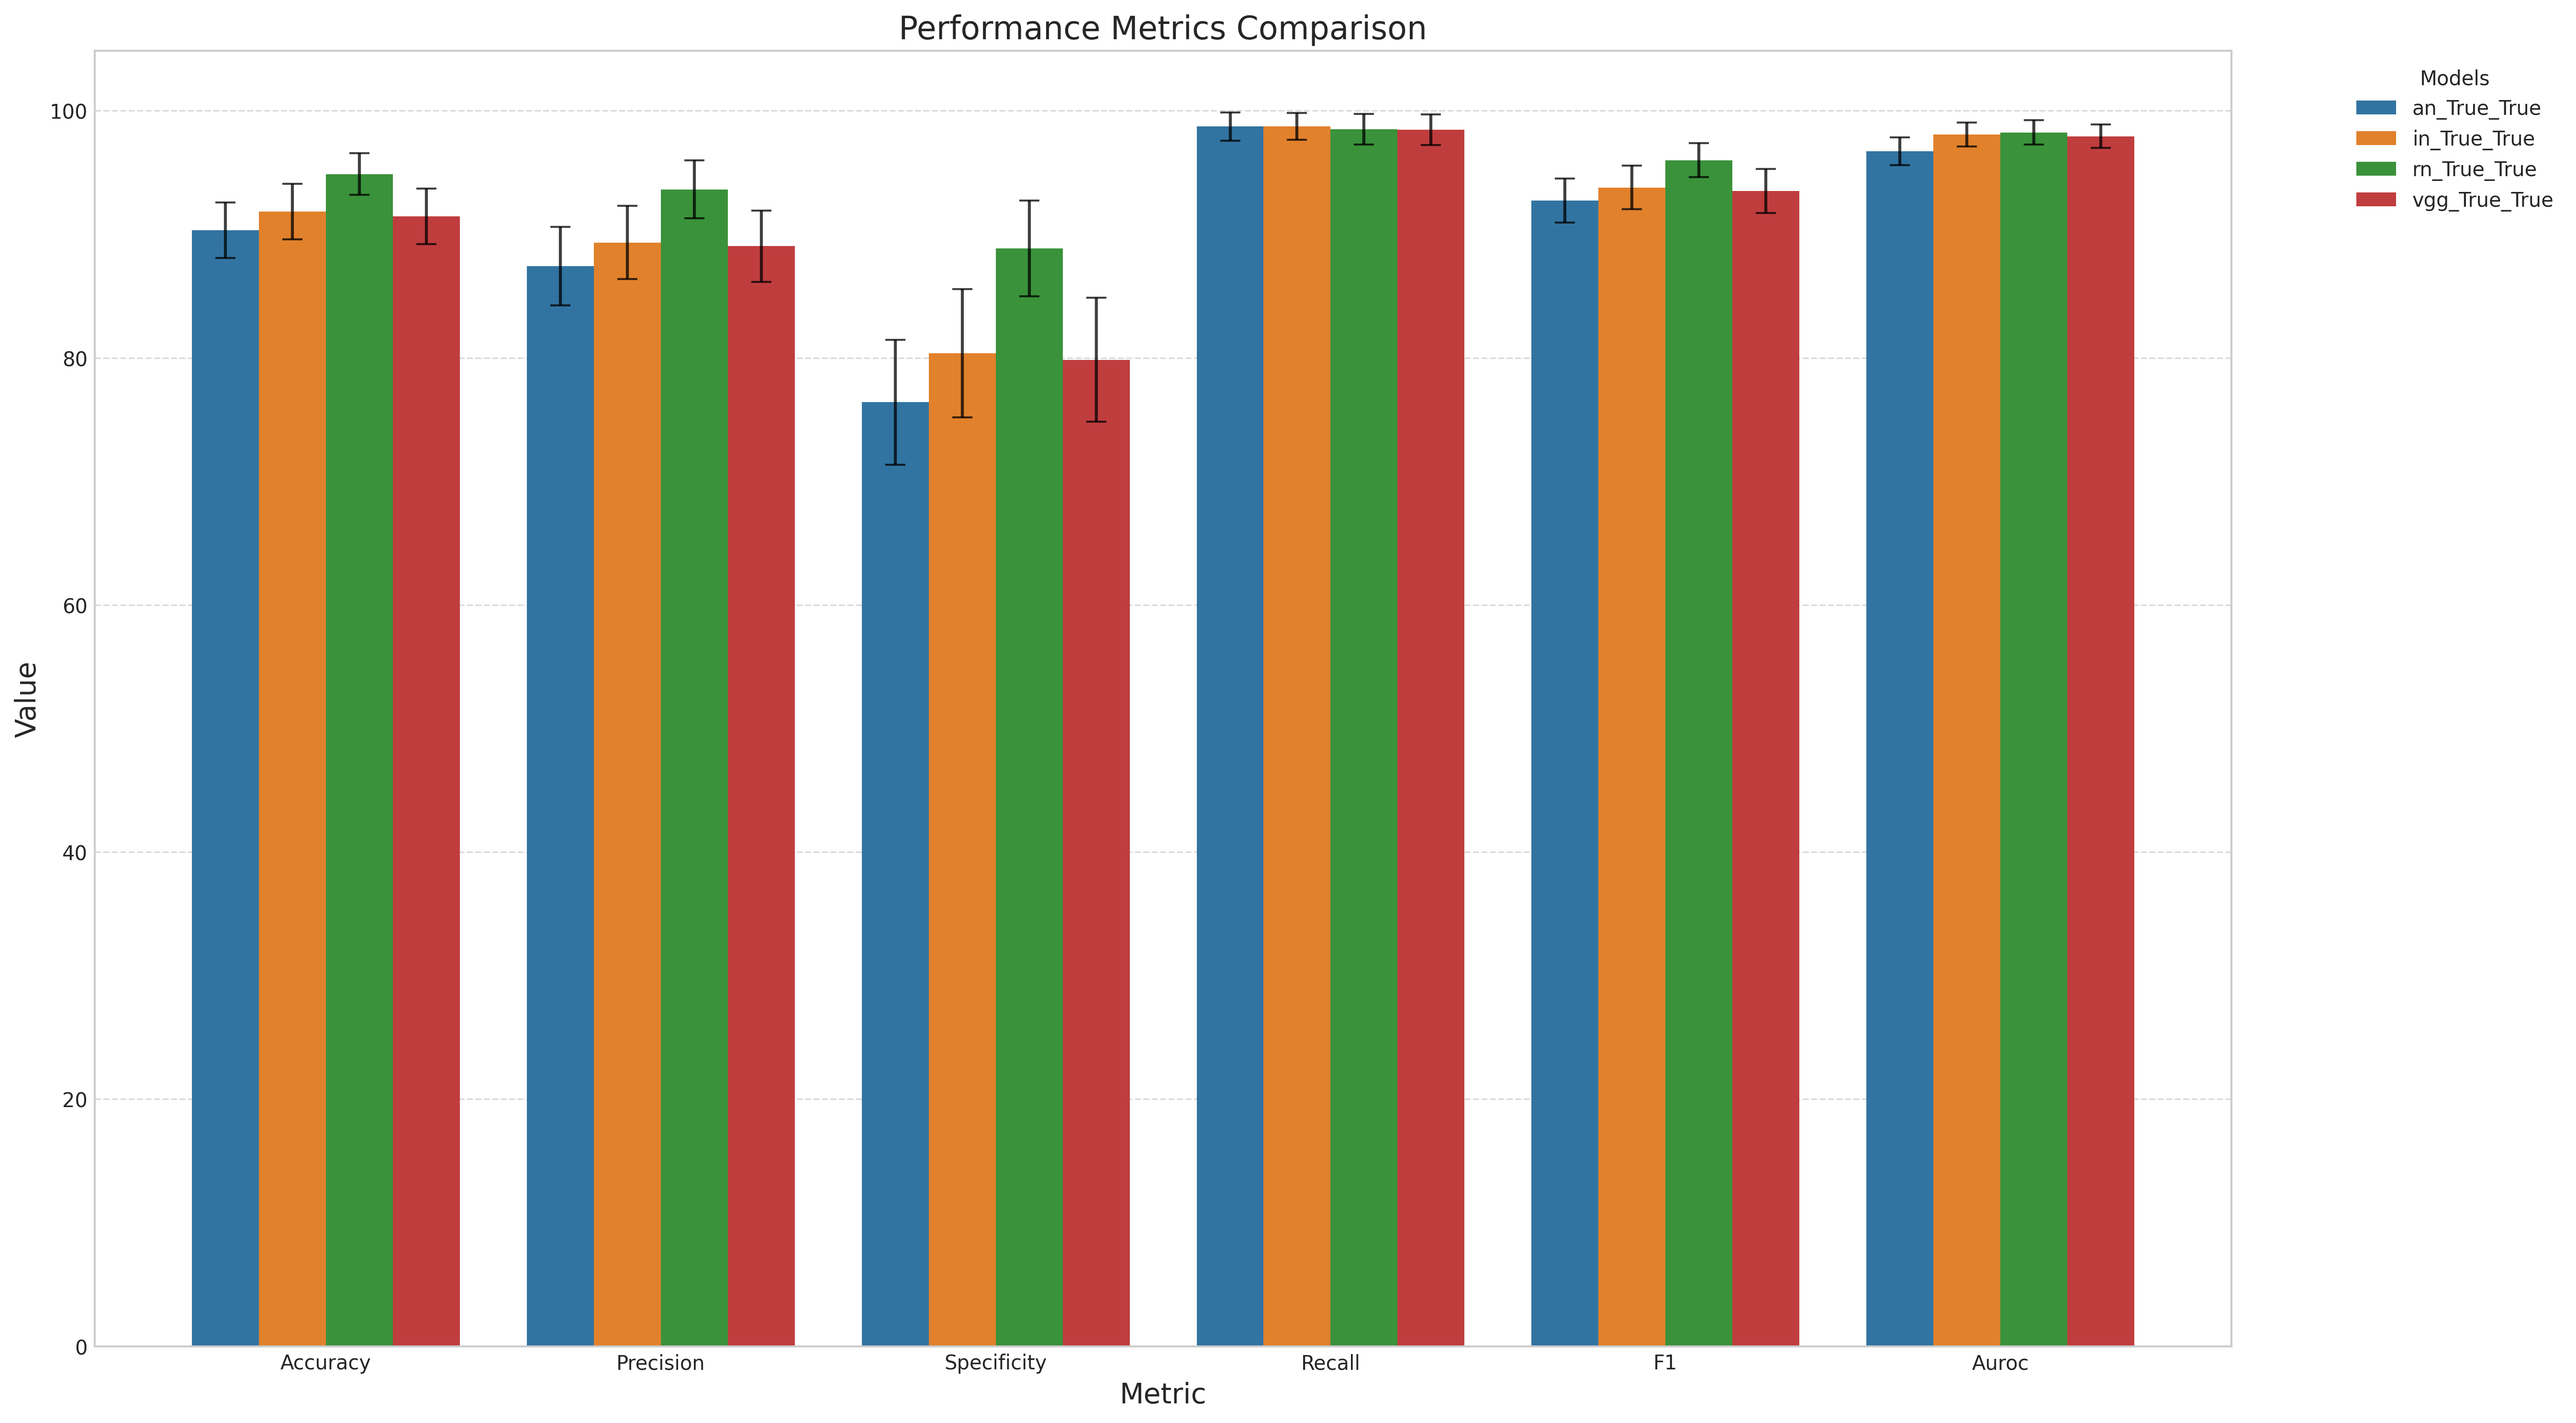 Performance Metrics Comparison
Models
an_True_True
in_True_True
rn_True_True
vgg_True_True
Value
100
80
60
40
20
0
Accuracy
Precision
Specificity
Recall
F1
Auroc
Metric